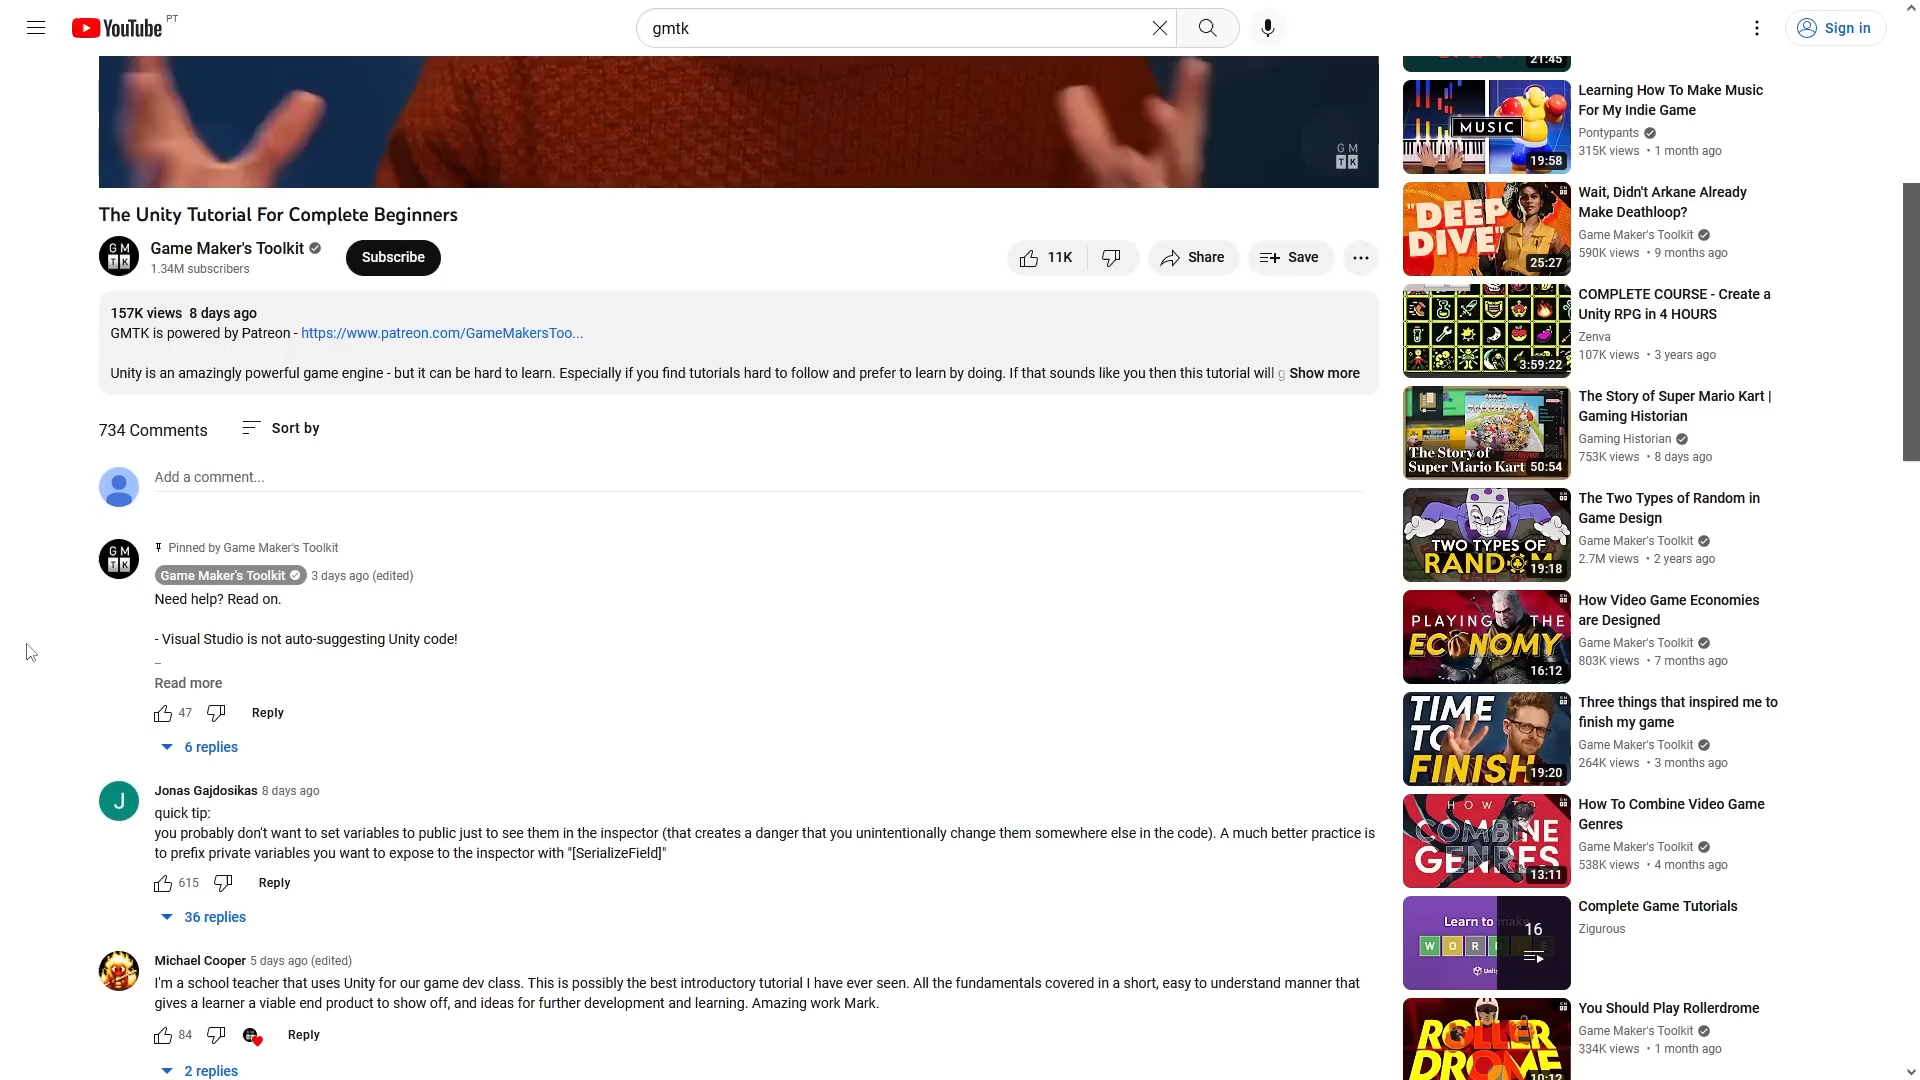 YouTube PT
gmtk
Sign in
GM
TK
The Unity Tutorial For Complete Beginners
GM
TK
Game Maker's Toolkit
1.34M subscribers
Subscribe
11K
Share
Save
157K views 8 days ago
GMTK is powered by Patreon - https://www.patreon.com/GameMakersToo...
Unity is an amazingly powerful game engine - but it can be hard to learn. Especially if you find tutorials hard to follow and prefer to learn by doing. If that sounds like you then this tutorial will g Show more
734 Comments
Sort by
Add a comment...
GM
TK
Pinned by Game Maker's Toolkit
Game Maker's Toolkit 3 days ago (edited)
Need help? Read on.
- Visual Studio is not auto-suggesting Unity code!
Read more
47
Reply
6 replies
J
Jonas Gajdosikas 8 days ago
quick tip:
you probably don't want to set variables to public just to see them in the inspector (that creates a danger that you unintentionally change them somewhere else in the code). A much better practice is
to prefix private variables you want to expose to the inspector with "[SerializeField]"
615
Reply
36 replies
Michael Cooper 5 days ago (edited)
I'm a school teacher that uses Unity for our game dev class. This is possibly the best introductory tutorial I have ever seen. All the fundamentals covered in a short, easy to understand manner that
gives a learner a viable end product to show off, and ideas for further development and learning. Amazing work Mark.
84
Reply
2 replies
21:45
MUSIC
19:58
Learning How To Make Music
For My Indie Game
Pontypants
315K views • 1 month ago
"DEEP
DIVE"
25:27
Wait, Didn't Arkane Already
Make Deathloop?
Game Maker's Toolkit
590K views • 9 months ago
3:59:22
COMPLETE COURSE - Create a
Unity RPG in 4 HOURS
Zenva
107K views • 3 years ago
The Story of
Super Mario Kart
50:54
The Story of Super Mario Kart |
Gaming Historian
Gaming Historian
753K views • 8 days ago
TWO TYPES OF
RANDOM
19:18
The Two Types of Random in
Game Design
Game Maker's Toolkit
2.7M views • 2 years ago
PLAYING THE
ECONOMY
16:12
How Video Game Economies
are Designed
Game Maker's Toolkit
803K views • 7 months ago
TIME
TO
FINISH
19:20
Three things that inspired me to
finish my game
Game Maker's Toolkit
264K views • 3 months ago
HOW TO
COMBINE
GENRES
13:11
How To Combine Video Game
Genres
Game Maker's Toolkit
538K views • 4 months ago
Learn to make
WORD
Unity
16
Complete Game Tutorials
Zigurous
ROLLER
DROME
10:12
You Should Play Rollerdrome
Game Maker's Toolkit
334K views • 1 month ago